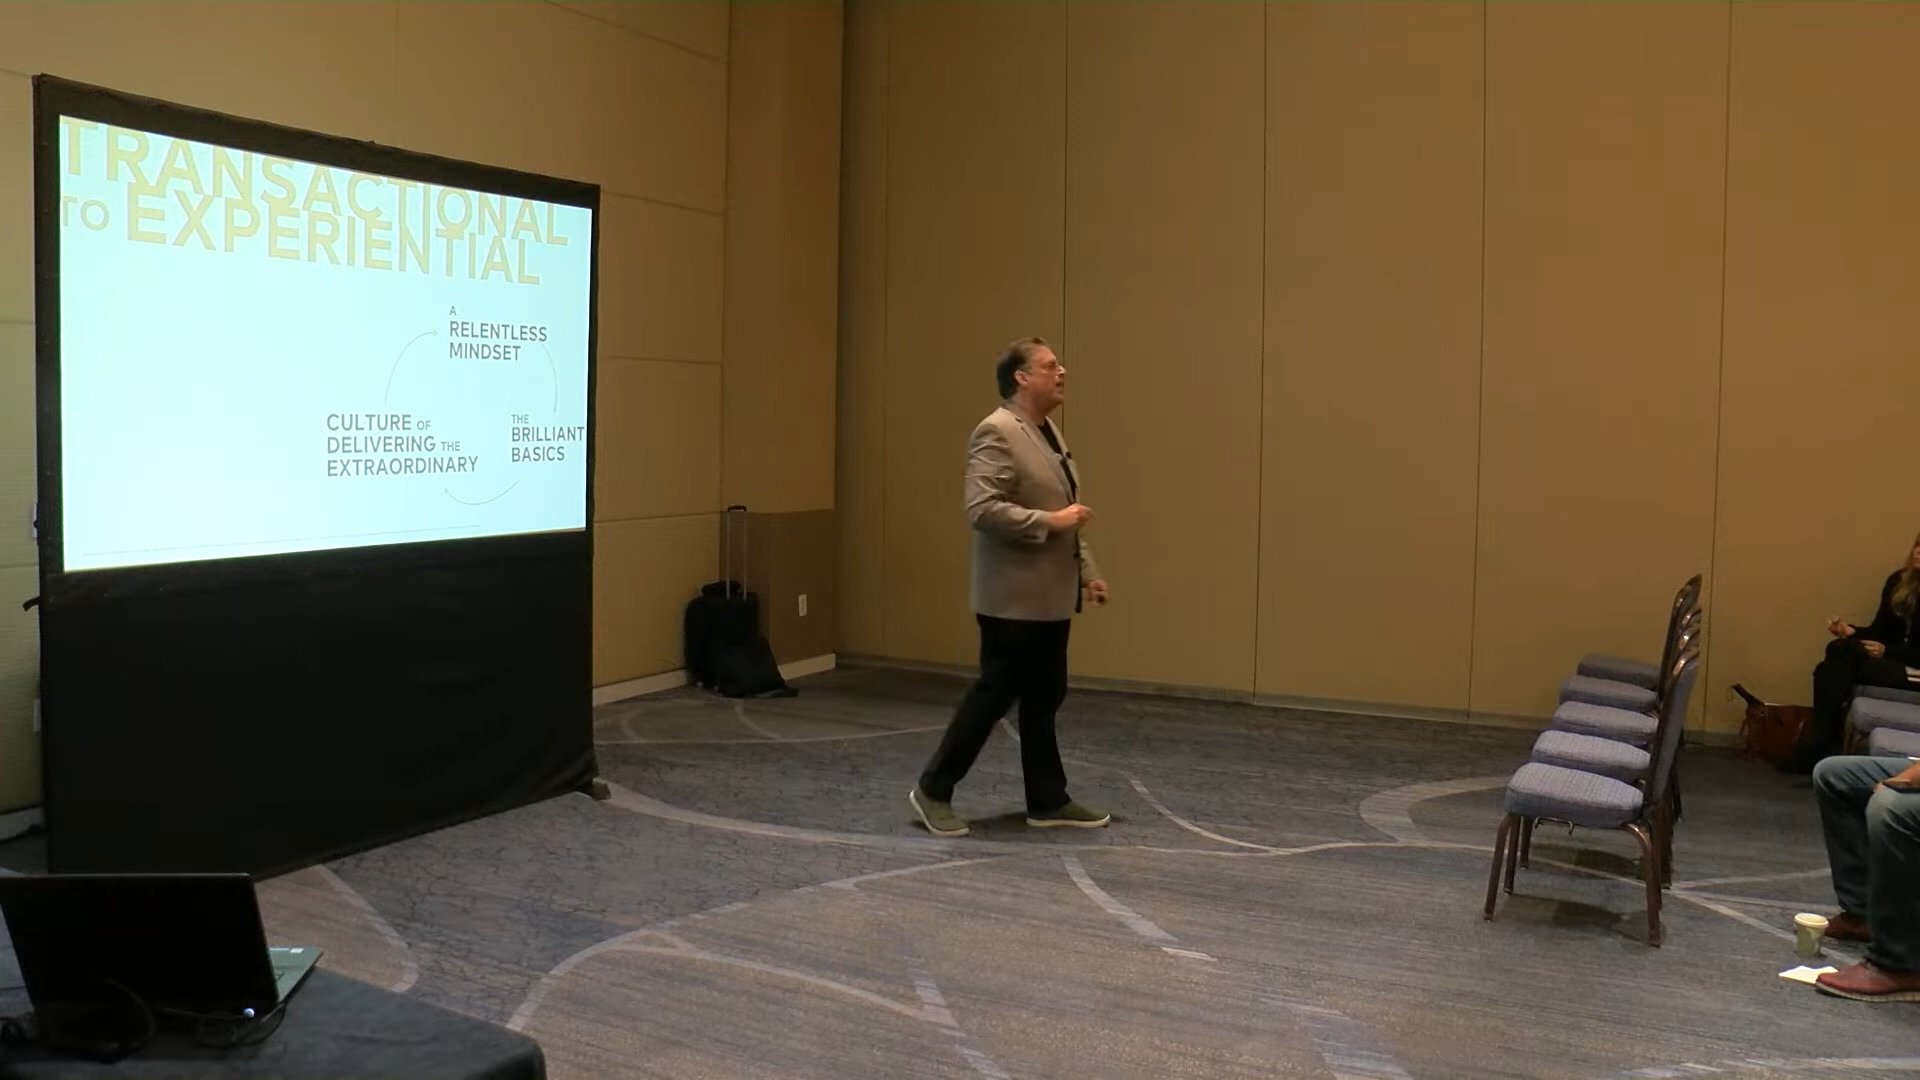 TRANSACTIONAL
TO EXPERIENTIAL
A
RELENTLESS
MINDSET
CULTURE OF
DELIVERING THE
EXTRAORDINARY
THE
BRILLIANT
BASICS